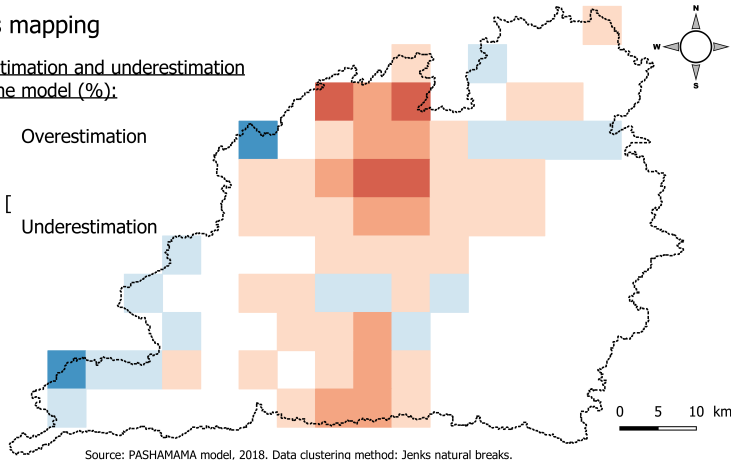 s mapping
timation and underestimation
ne model (%):
Overestimation
[
Underestimation
N
W
E
S
0 5 10 km
Source: PASHAMAMA model, 2018. Data clustering method: Jenks natural breaks.